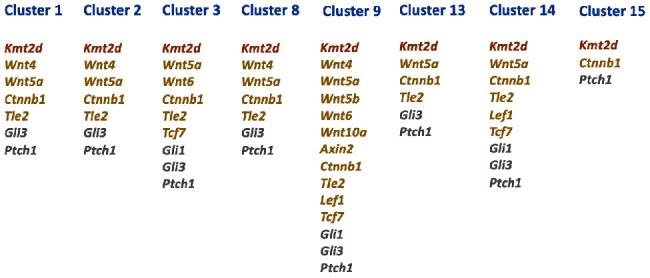 Cluster 1 Cluster 2 Cluster 3 Cluster 8 Cluster 9 Cluster 13 Cluster 14 Cluster 15
Kmt2d Kmt2d Kmt2d Kmt2d Kmt2d Kmt2d Kmt2d Kmt2d
Wnt4 Wnt4 Wnt5a Wnt4 Wnt4 Wnt5a Wnt5a Ctnnb1
Wnt5a Wnt5a Wnt6 Wnt5a Wnt5a Ctnnb1 Ctnnb1 Ptch1
Ctnnb1 Ctnnb1 Ctnnb1 Ctnnb1 Wnt5b Tle2 Tle2
Tle2 Tle2 Tle2 Tle2 Wnt6 Gli3 Lef1
Gli3 Gli3 Tcf7 Gli3 Wnt10a Ptch1 Tcf7
Ptch1 Ptch1 Gli1 Ptch1 Axin2 Gli1
Gli3 Ctnnb1 Gli3
Ptch1 Tle2 Ptch1
Lef1
Tcf7
Gli1
Gli3
Ptch1